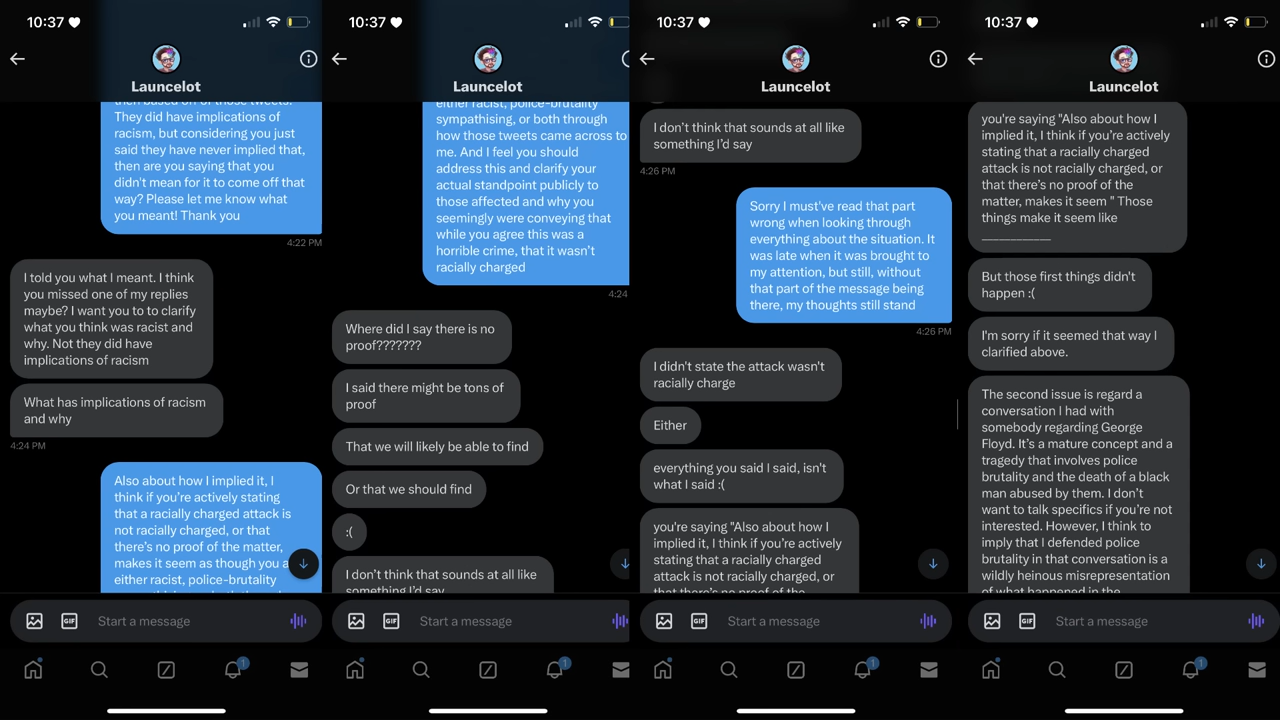 10:37
Launcelot
then based off of those tweets.
They did have implications of
racism, but considering you just
said they have never implied that,
then are you saying that you
didn't mean for it to come off that
way? Please let me know what
you meant! Thank you
4:22 PM
I told you what I meant. I think
you missed one of my replies
maybe? I want you to to clarify
what you think was racist and
why. Not they did have
implications of racism
What has implications of racism
and why
4:24 PM
Also about how I implied it, I
think if you're actively stating
that a racially charged attack is
not racially charged, or that
there's no proof of the matter,
makes it seem as though you a
either racist, police-brutality
GIF
Start a message
1
10:37
Launcelot
either racist, police-brutality
sympathising, or both through
how those tweets came across to
me. And I feel you should
address this and clarify your
actual standpoint publicly to
those affected and why you
seemingly were conveying that
while you agree this was a
horrible crime, that it wasn't
racially charged
4:24
Where did I say there is no
proof???????
I said there might be tons of
proof
That we will likely be able to find
Or that we should find
:(
I don't think that sounds at all like
something I'd say
GIF
Start a message
1
10:37
Launcelot
I don't think that sounds at all like
something I'd say
4:26 PM
Sorry I must've read that part
wrong when looking through
everything about the situation. It
was late when it was brought to
my attention, but still, without
that part of the message being
there, my thoughts still stand
4:26 PM
I didn't state the attack wasn't
racially charge
Either
everything you said I said, isn't
what I said :(
you're saying "Also about how I
implied it, I think if you're actively
stating that a racially charged
attack is not racially charged, or
that there's no proof of the
GIF
Start a message
1
10:37
Launcelot
you're saying "Also about how I
implied it, I think if you're actively
stating that a racially charged
attack is not racially charged, or
that there's no proof of the
matter, makes it seem " Those
things make it seem like
___________
But those first things didn't
happen :(
I'm sorry if it seemed that way I
clarified above.
The second issue is regard a
conversation I had with
somebody regarding George
Floyd. It's a mature concept and a
tragedy that involves police
brutality and the death of a black
man abused by them. I don't
want to talk specifics if you're not
interested. However, I think to
imply that I defended police
brutality in that conversation is a
wildly heinous misrepresentation
of what happened in the
GIF
Start a message
1